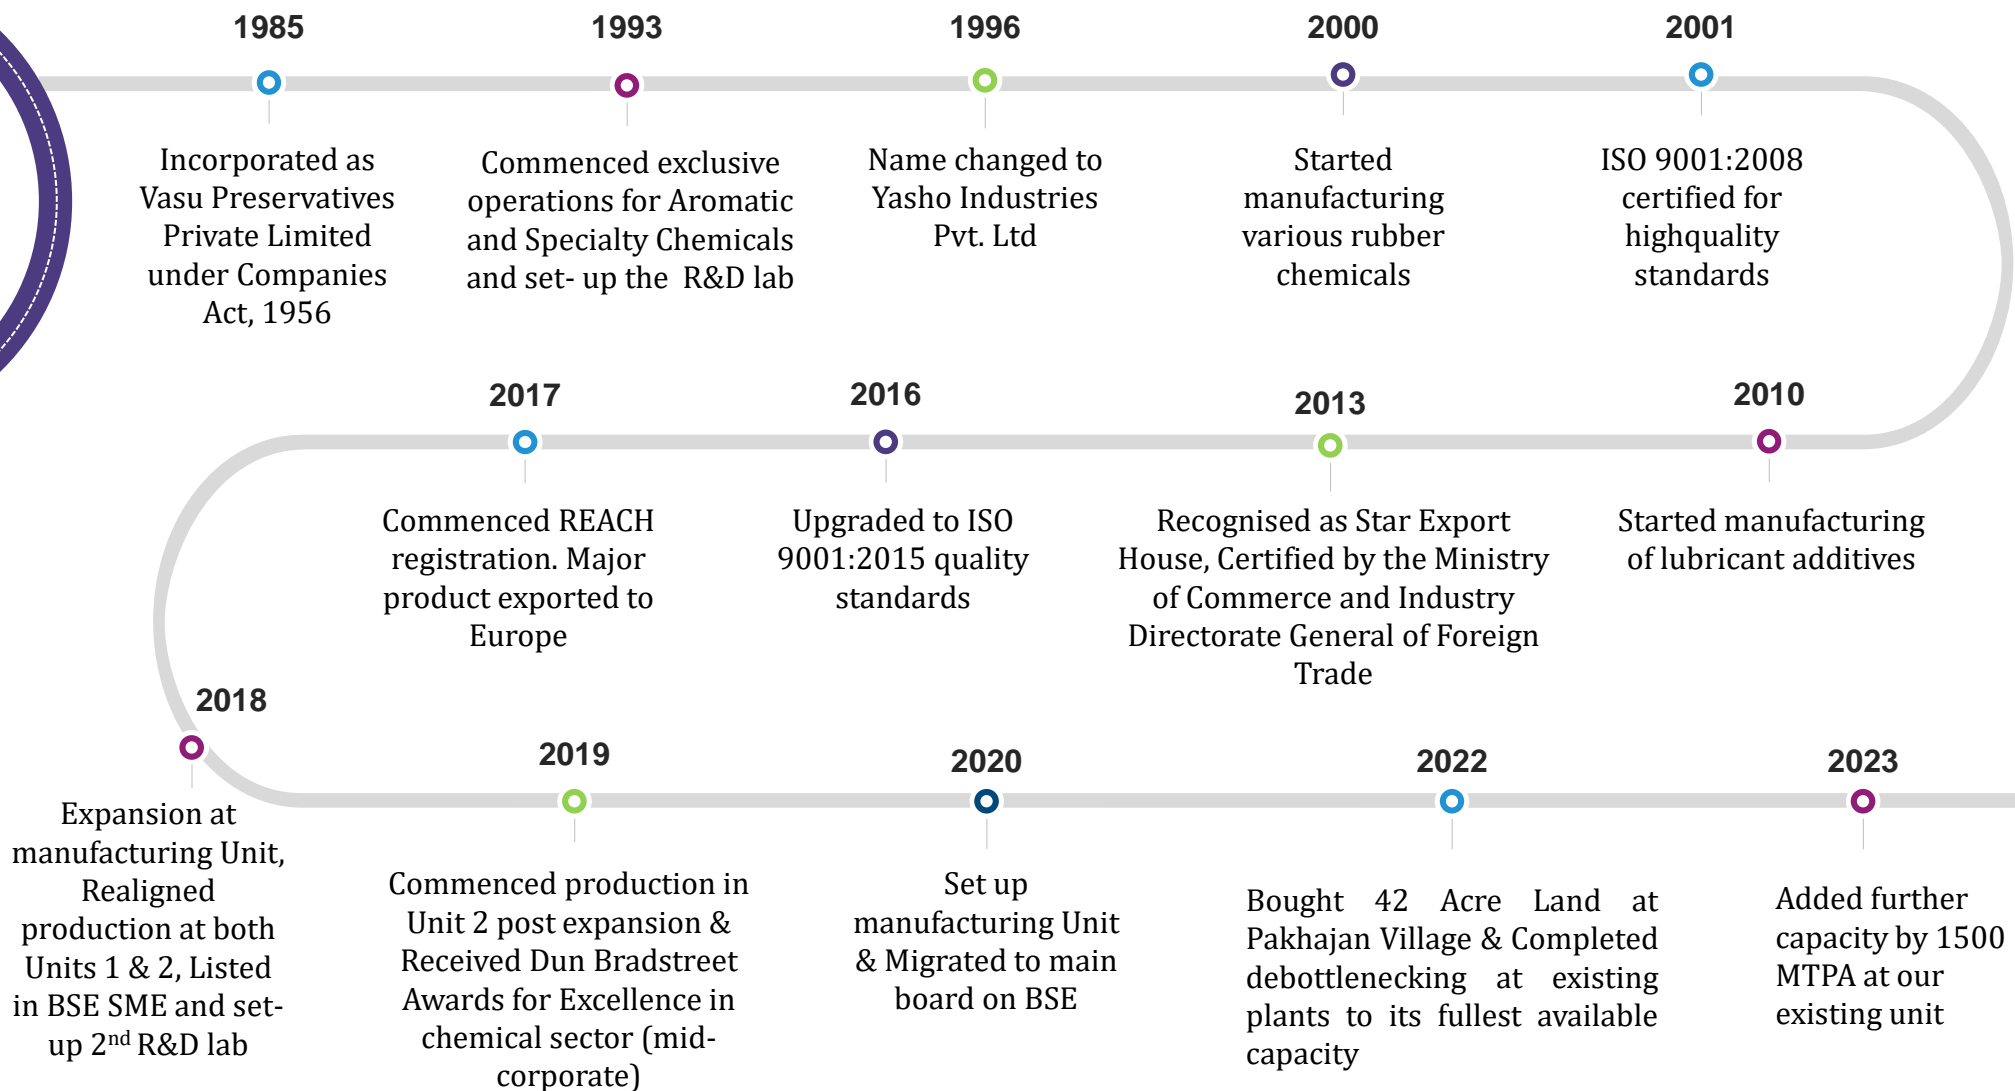 1985
Incorporated as
Vasu Preservatives
Private Limited
under Companies
Act, 1956
1993
Commenced exclusive
operations for Aromatic
and Specialty Chemicals
and set- up the R&D lab
1996
Name changed to
Yasho Industries
Pvt. Ltd
2000
Started
manufacturing
various rubber
chemicals
2001
ISO 9001:2008
certified for
highquality
standards
2010
Started manufacturing
of lubricant additives
2013
Recognised as Star Export
House, Certified by the Ministry
of Commerce and Industry
Directorate General of Foreign
Trade
2016
Upgraded to ISO
9001:2015 quality
standards
2017
Commenced REACH
registration. Major
product exported to
Europe
2018
Expansion at
manufacturing Unit,
Realigned
production at both
Units 1 & 2, Listed
in BSE SME and set-
up 2nd R&D lab
2019
Commenced production in
Unit 2 post expansion &
Received Dun Bradstreet
Awards for Excellence in
chemical sector (mid-
corporate)
2020
Set up
manufacturing Unit
& Migrated to main
board on BSE
2022
Bought 42 Acre Land at
Pakhajan Village & Completed
debottlenecking at existing
plants to its fullest available
capacity
2023
Added further
capacity by 1500
MTPA at our
existing unit